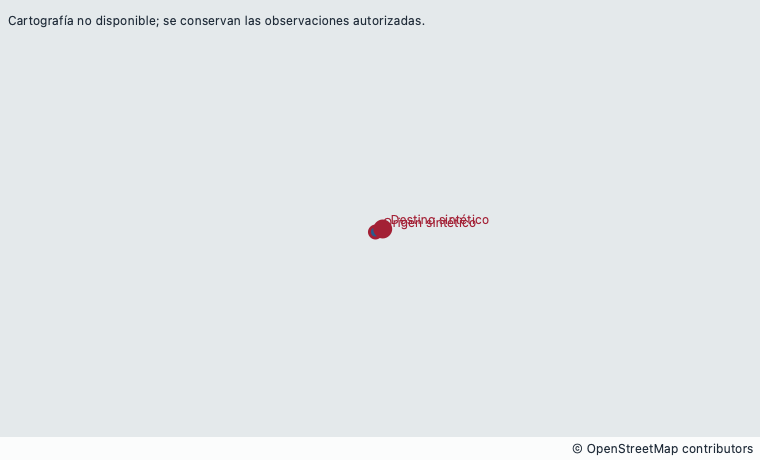 Cartografía no disponible; se conservan las observaciones autorizadas.
Destino sintético
Origen sintético
© OpenStreetMap contributors